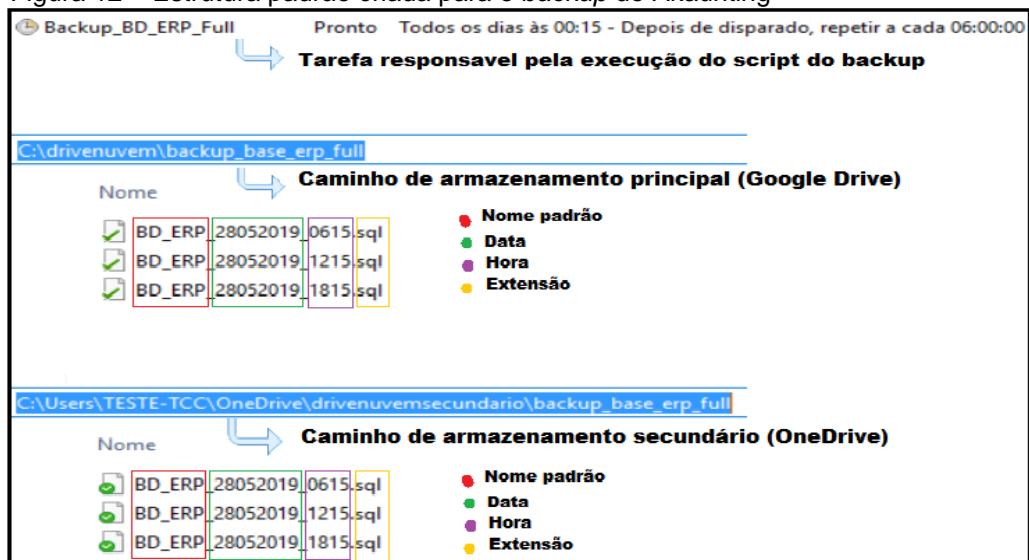 Backup_BD_ERP_Full Pronto Todos os dias às 00:15 - Depois de disparado, repetir a cada 06:00:00
Tarefa responsavel pela execução do script do backup
C:\drivenuvem\backup_base_erp_full
Caminho de armazenamento principal (Google Drive)
Nome
BD_ERP_28052019_0615.sql
BD_ERP_28052019_1215.sql
BD_ERP_28052019_1815.sql
Nome padrão
Data
Hora
Extensão
C:\Users\TESTE-TCC\OneDrive\drivenuvemsecundario\backup_base_erp_full
Caminho de armazenamento secundário (OneDrive)
Nome
BD_ERP_28052019_0615.sql
BD_ERP_28052019_1215.sql
BD_ERP_28052019_1815.sql
Nome padrão
Data
Hora
Extensão